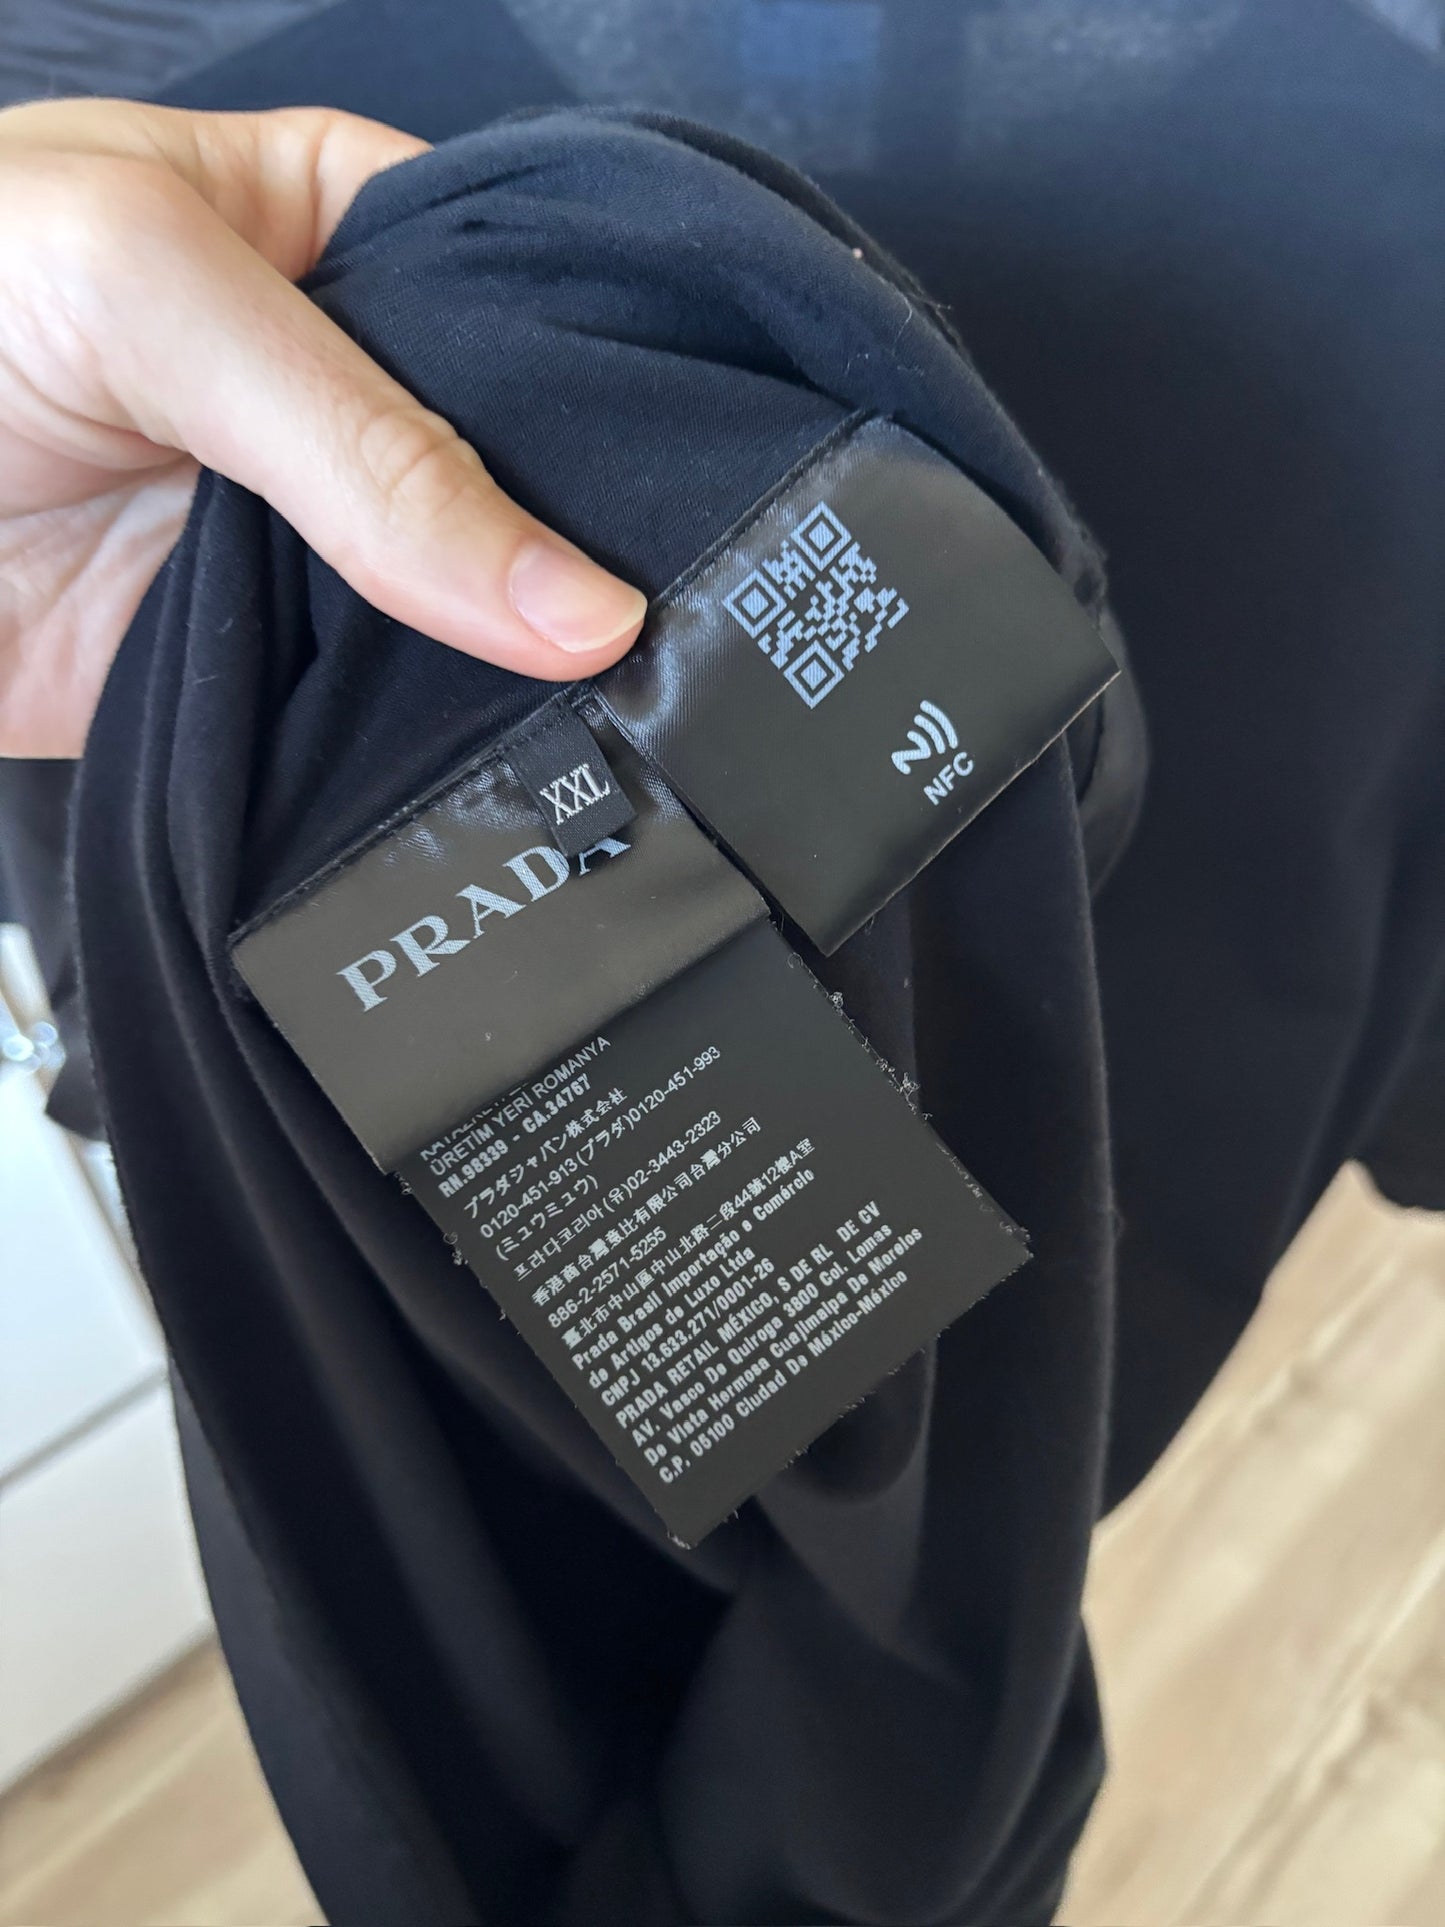 NFC
XXL
PRADA
ÜRETİM YERİ ROMANYA
RN.98339 - CA.34767
プラダジャパン株式会社
0120-451-913(プラダ)0120-451-993
(ミュウミュウ)
프라다코리아(유)02-3443-2323
香港商台灣普比有限公司台灣分公司
886-2-2571-5255
臺北市中山區中山北路二段44號12樓A室
Prada Brasil Importação e Comércio
de Artigos de Luxo Ltda
CNPJ 13.633.271/0001-26
PRADA RETAIL MÉXICO, S DE RL DE CV
AV. Vasco De Quiroga 3800 Col. Lomas
De Vista Hermosa Cuajimalpa De Morelos
C.P. 05100 Ciudad De México-México